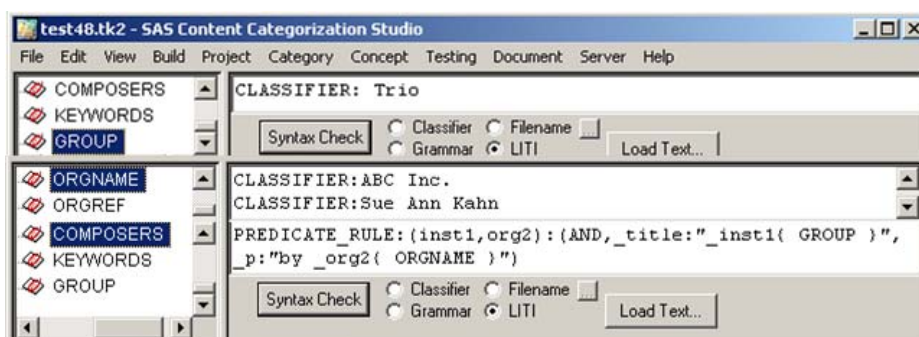 test48.tk2 - SAS Content Categorization Studio
File Edit View Build Project Category Concept Testing Document Server Help
COMPOSERS
KEYWORDS
GROUP
CLASSIFIER: Trio
Syntax Check
Classifier Filename ...
Grammar LITI
Load Text...
ORGNAME
ORGREF
COMPOSERS
KEYWORDS
GROUP
CLASSIFIER:ABC Inc.
CLASSIFIER:Sue Ann Kahn
PREDICATE_RULE:(inst1,org2):(AND,_title:"_inst1{ GROUP }",
_p:"by _org2{ ORGNAME }")
Syntax Check
Classifier Filename ...
Grammar LITI
Load Text...